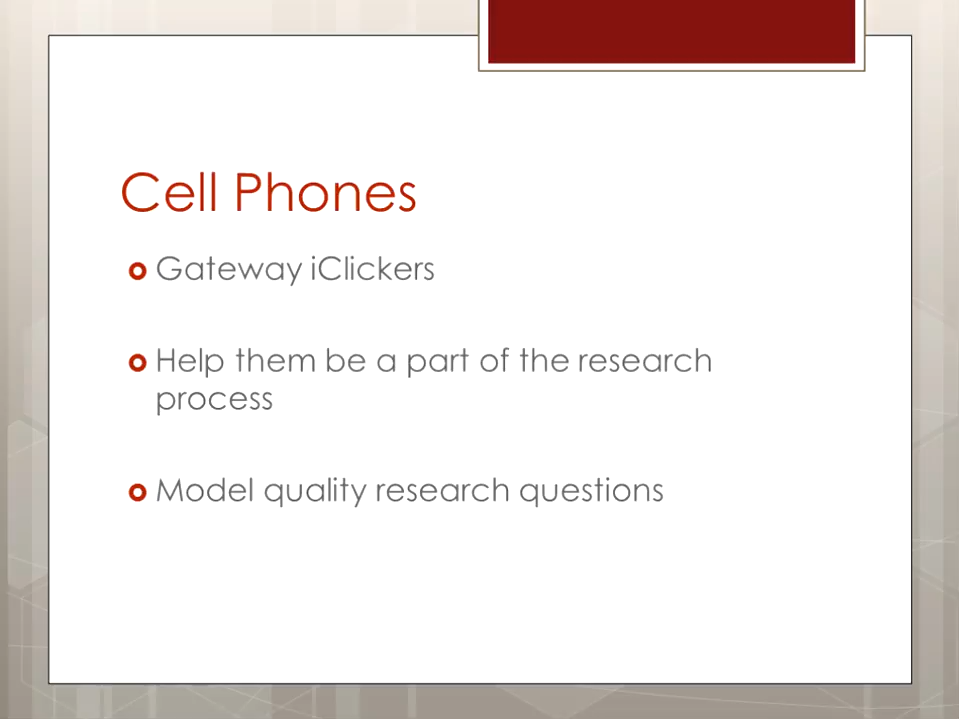 Cell Phones
Gateway iClickers
Help them be a part of the research
process
Model quality research questions